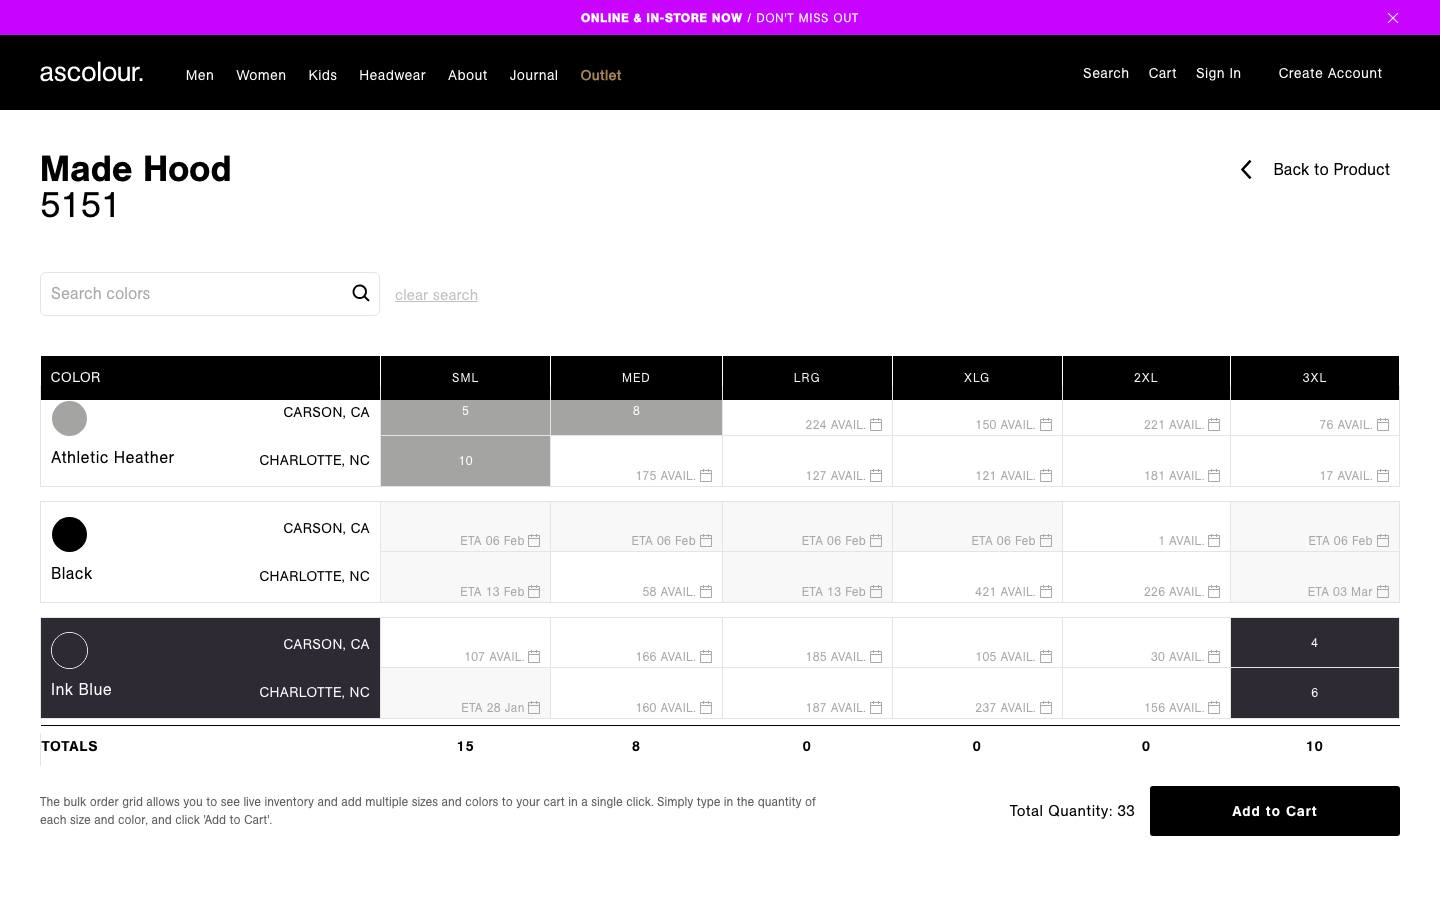 ONLINE & IN-STORE NOW / DON'T MISS OUT
ascolour. Men Women Kids Headwear About Journal Outlet Search Cart Sign In Create Account
Made Hood
5151
Back to Product
Search colors
clear search
COLOR SML MED LRG XLG 2XL 3XL
CARSON, CA 5 8 224 AVAIL. 150 AVAIL. 221 AVAIL. 76 AVAIL.
Athletic Heather CHARLOTTE, NC 10 175 AVAIL. 127 AVAIL. 121 AVAIL. 181 AVAIL. 17 AVAIL.
CARSON, CA ETA 06 Feb ETA 06 Feb ETA 06 Feb ETA 06 Feb 1 AVAIL. ETA 06 Feb
Black CHARLOTTE, NC ETA 13 Feb 58 AVAIL. ETA 13 Feb 421 AVAIL. 226 AVAIL. ETA 03 Mar
CARSON, CA 107 AVAIL. 166 AVAIL. 185 AVAIL. 105 AVAIL. 30 AVAIL. 4
Ink Blue CHARLOTTE, NC ETA 28 Jan 160 AVAIL. 187 AVAIL. 237 AVAIL. 156 AVAIL. 6
TOTALS 15 8 0 0 0 10
The bulk order grid allows you to see live inventory and add multiple sizes and colors to your cart in a single click. Simply type in the quantity of
each size and color, and click 'Add to Cart'.
Total Quantity: 33
Add to Cart